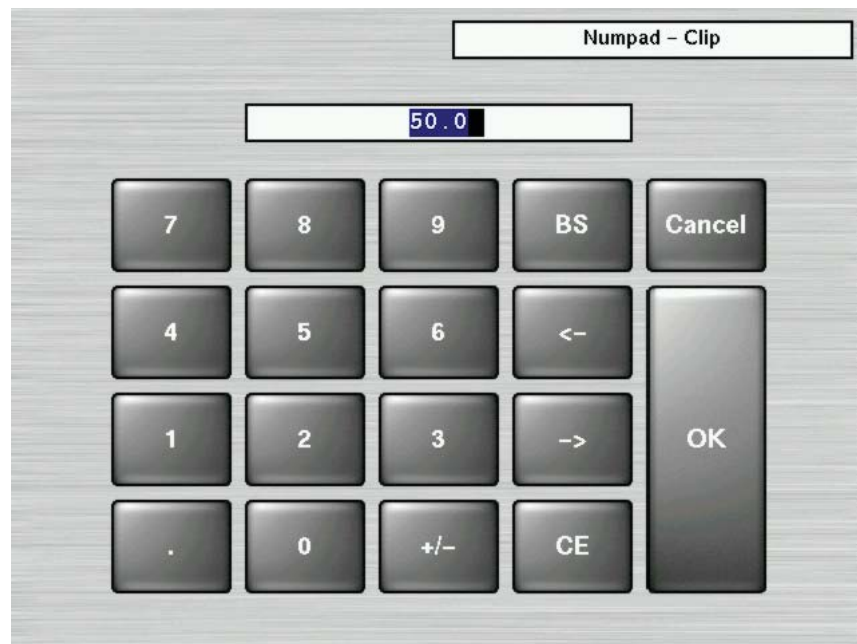 Numpad - Clip
50.0
7 8 9 BS Cancel
4 5 6 <-
1 2 3 -> OK
. 0 +/- CE